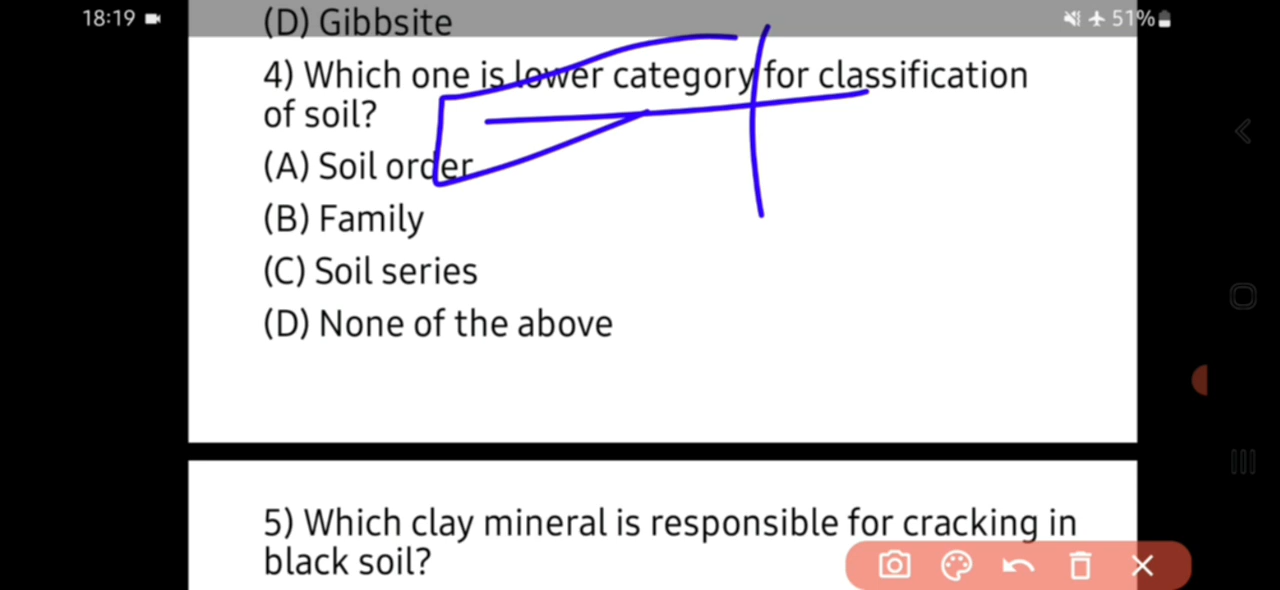 18:19
51%
(D) Gibbsite
4) Which one is lower category for classification
of soil?
(A) Soil order
(B) Family
(C) Soil series
(D) None of the above
5) Which clay mineral is responsible for cracking in
black soil?